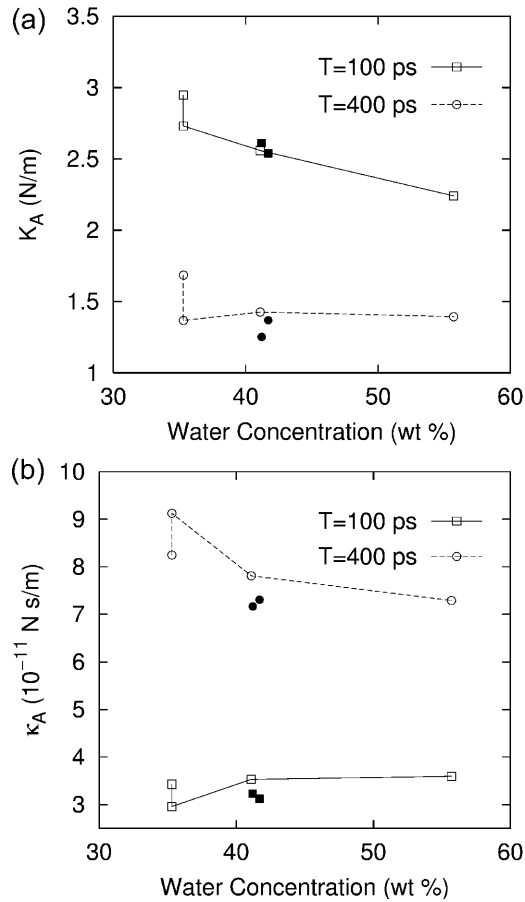 (a)
3.5
3
2.5
2
1.5
1
K_A (N/m)
T=100 ps
T=400 ps
30 40 50 60
Water Concentration (wt %)
(b)
10
9
8
7
6
5
4
3
κ_A (10⁻¹¹ N s/m)
T=100 ps
T=400 ps
30 40 50 60
Water Concentration (wt %)